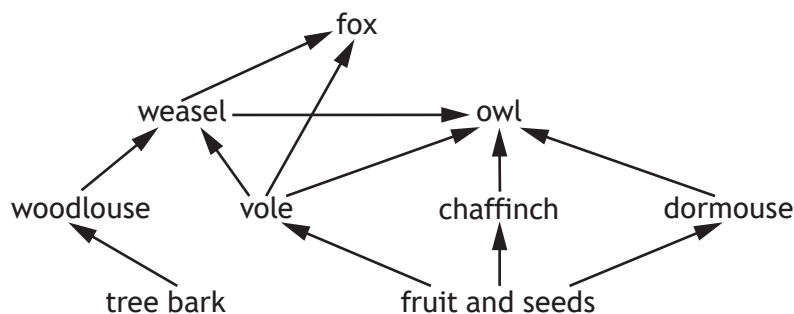 fox
weasel owl
woodlouse vole chaffinch dormouse
tree bark fruit and seeds